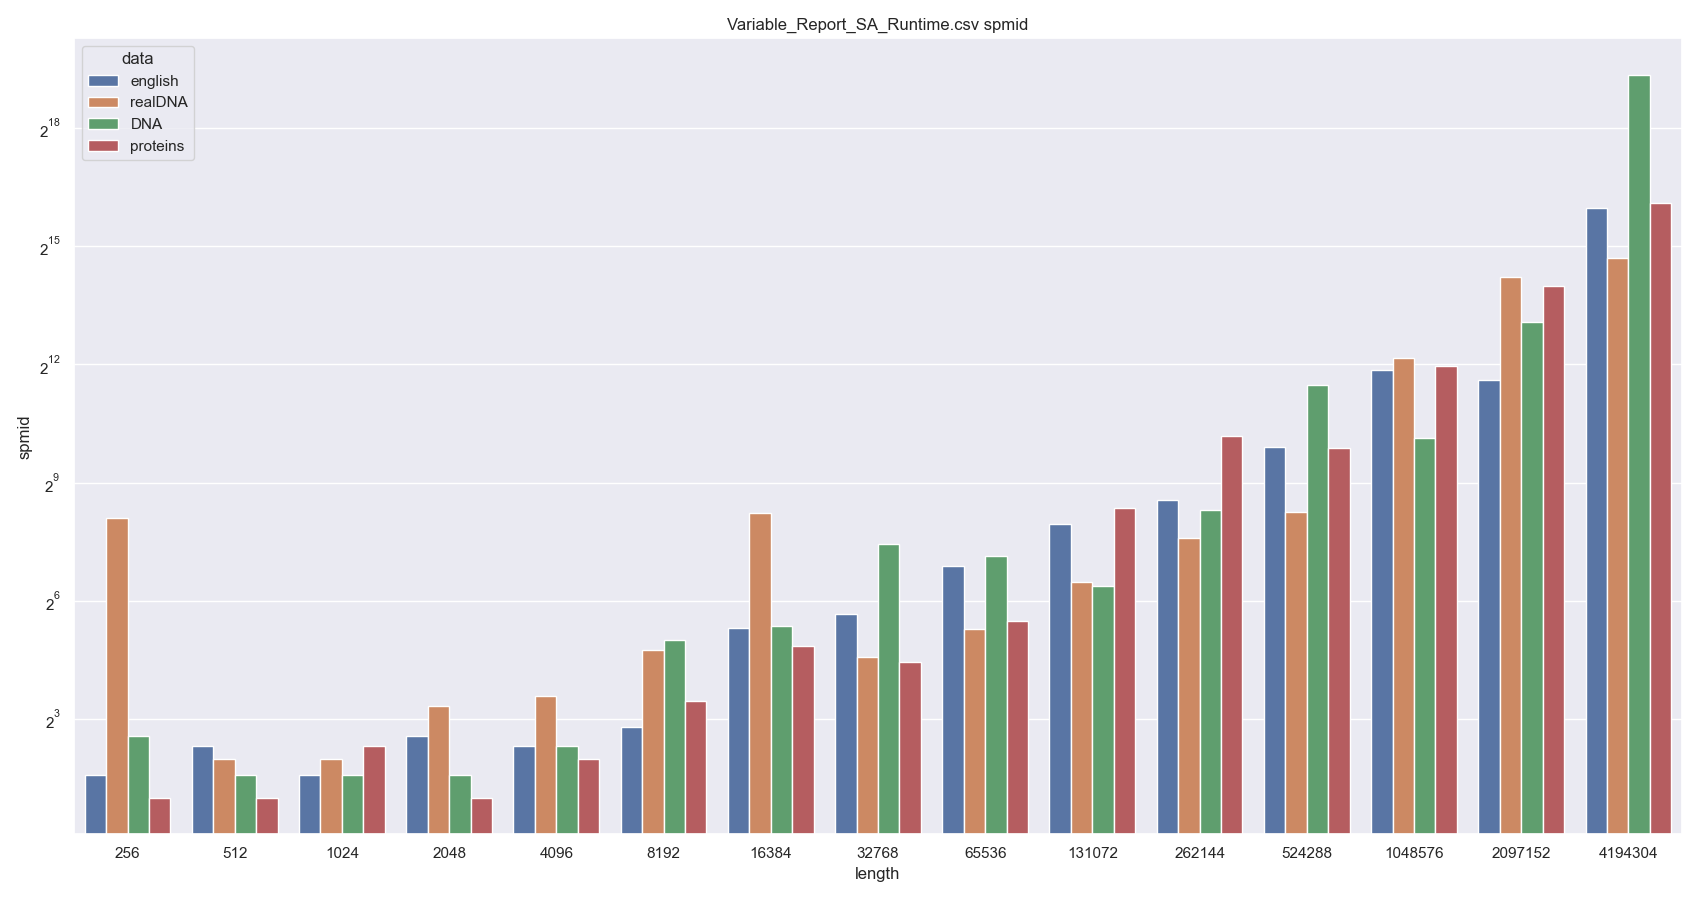 Variable_Report_SA_Runtime.csv spmid
data
english
realDNA
DNA
proteins
2^18
2^15
2^12
2^9
2^6
2^3
spmid
256 512 1024 2048 4096 8192 16384 32768 65536 131072 262144 524288 1048576 2097152 4194304
length